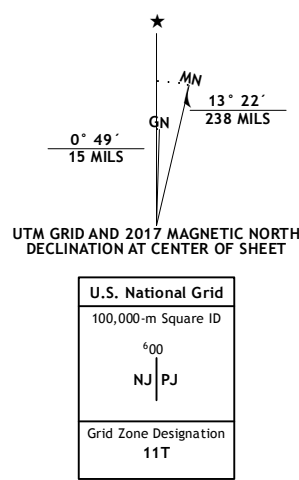 ★
MN
GN
13° 22´
238 MILS
0° 49´
15 MILS
UTM GRID AND 2017 MAGNETIC NORTH
DECLINATION AT CENTER OF SHEET
U.S. National Grid
100,000-m Square ID
⁶00
NJ PJ
Grid Zone Designation
11T